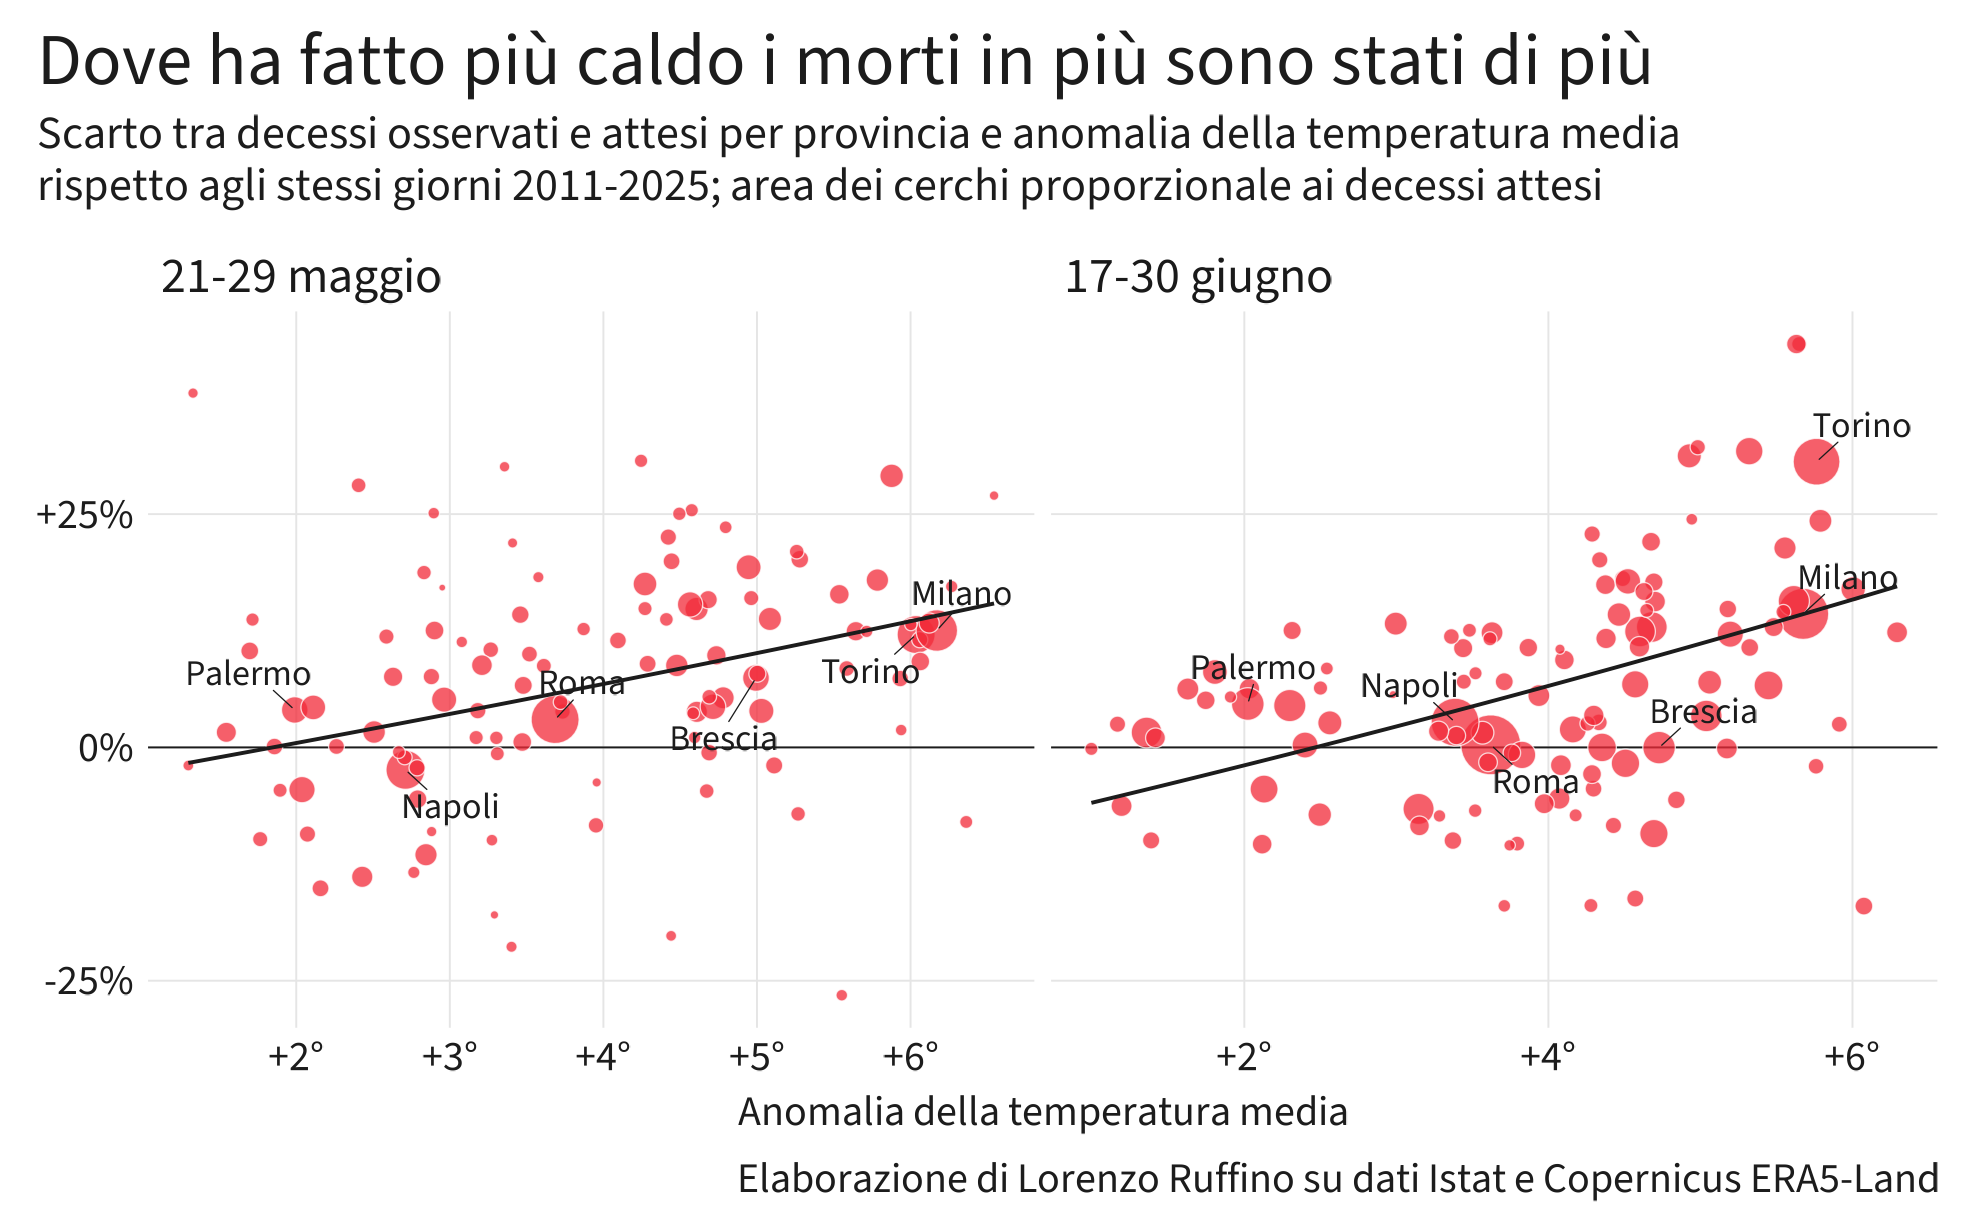 Dove ha fatto più caldo i morti in più sono stati di più
Scarto tra decessi osservati e attesi per provincia e anomalia della temperatura media
rispetto agli stessi giorni 2011-2025; area dei cerchi proporzionale ai decessi attesi
21-29 maggio
17-30 giugno
Torino
+25%
Milano
Milano
Palermo
Roma
Torino
Palermo
Napoli
Brescia
Brescia
0%
Napoli
Roma
-25%
+2° +3° +4° +5° +6°
+2° +4° +6°
Anomalia della temperatura media
Elaborazione di Lorenzo Ruffino su dati Istat e Copernicus ERA5-Land